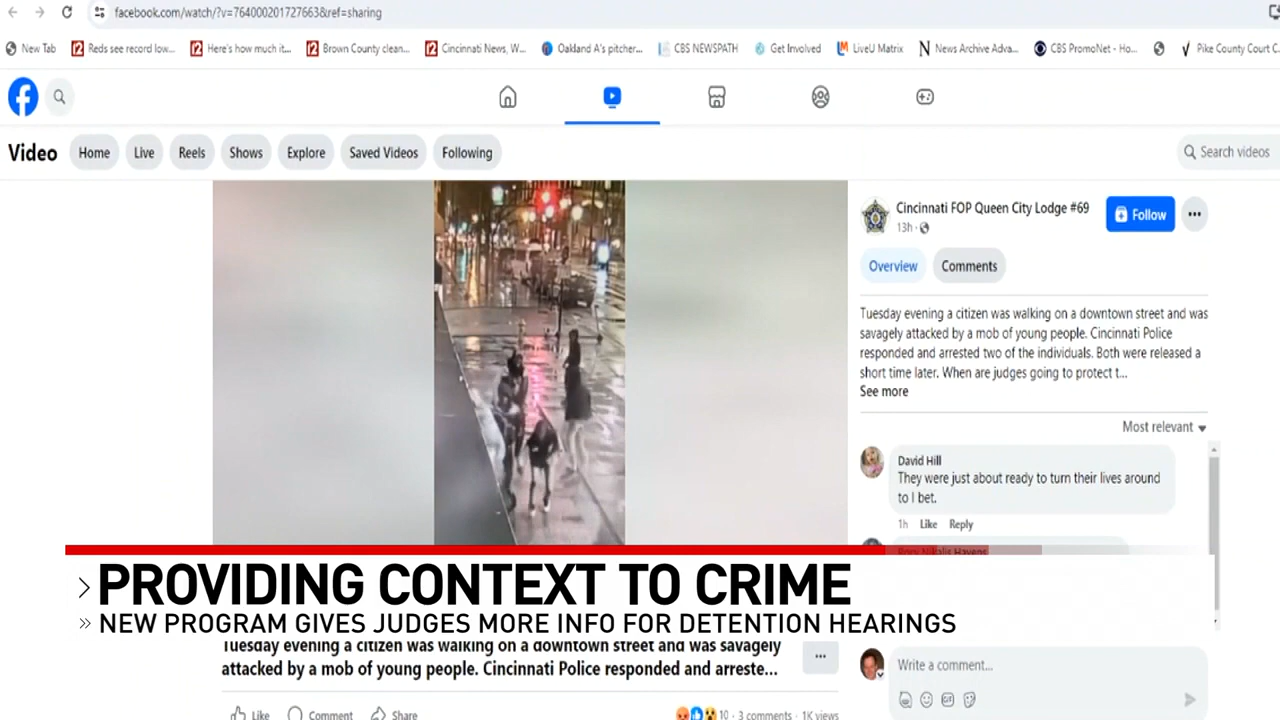 facebook.com/watch/?v=764000201727663&ref=sharing
New Tab
Reds see record low...
Here's how much it...
Brown County clean...
Cincinnati News, W...
Oakland A's pitcher...
CBS NEWSPATH
Get Involved
LiveU Matrix
News Archive Adva...
CBS PromoNet - Ho...
Pike County Court C...
Video
Home
Live
Reels
Shows
Explore
Saved Videos
Following
Search videos
Cincinnati FOP Queen City Lodge #69
13h ·
Follow
Overview
Comments
Tuesday evening a citizen was walking on a downtown street and was
savagely attacked by a mob of young people. Cincinnati Police
responded and arrested two of the individuals. Both were released a
short time later. When are judges going to protect t...
See more
Most relevant
David Hill
They were just about ready to turn their lives around
to I bet.
1h Like Reply
PROVIDING CONTEXT TO CRIME
NEW PROGRAM GIVES JUDGES MORE INFO FOR DETENTION HEARINGS
Tuesday evening a citizen was walking on a downtown street and was savagely
attacked by a mob of young people. Cincinnati Police responded and arreste...
Write a comment...
GIF
Like
Comment
Share
10 · 3 comments · 1K views